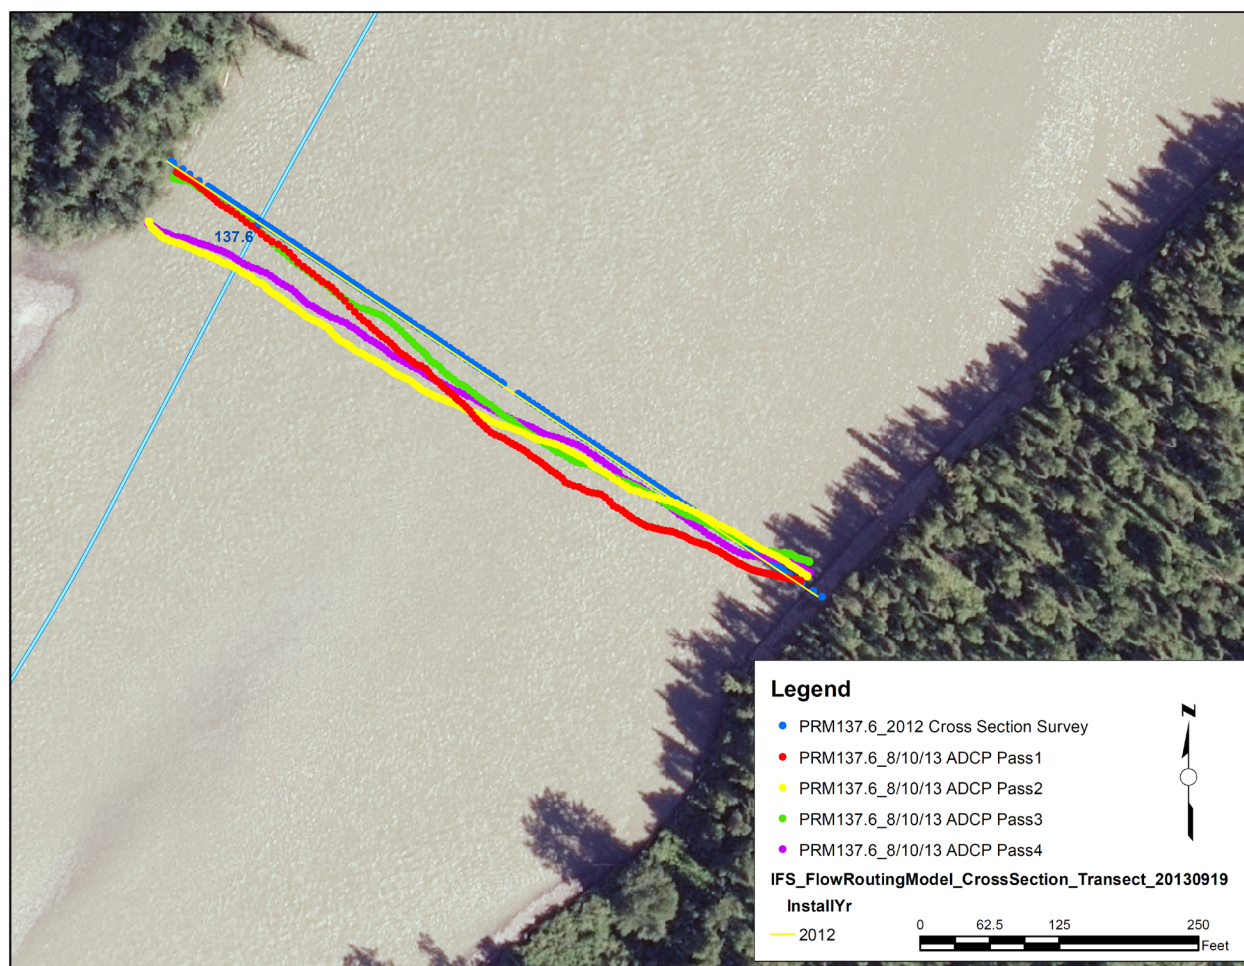 137.6
Legend
PRM137.6_2012 Cross Section Survey
PRM137.6_8/10/13 ADCP Pass1
PRM137.6_8/10/13 ADCP Pass2
PRM137.6_8/10/13 ADCP Pass3
PRM137.6_8/10/13 ADCP Pass4
IFS_FlowRoutingModel_CrossSection_Transect_20130919
InstallYr
2012
N
0 62.5 125 250
Feet